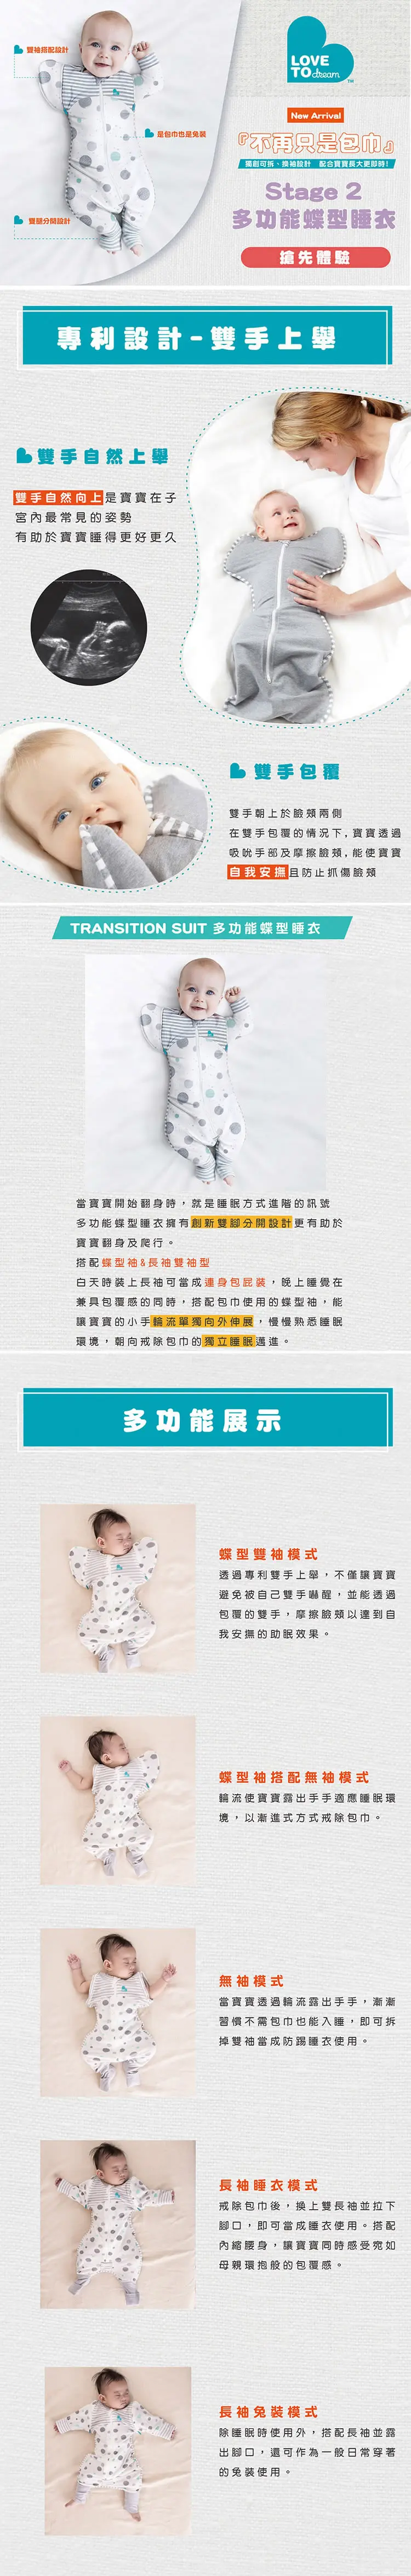 雙袖搭配設計
LOVE
TO dream
TM
New Arrival
是包巾也是兔裝
『不再只是包巾』
獨創可拆、換袖設計 配合寶寶長大更即時!
Stage 2
多功能蝶型睡衣
雙腿分開設計
搶先體驗
專利設計-雙手上舉
雙手自然上舉
雙手自然向上是寶寶在子
宮內最常見的姿勢
有助於寶寶睡得更好更久
雙手包覆
雙手朝上於臉頰兩側
在雙手包覆的情況下,寶寶透過
吸吮手部及摩擦臉頰,能使寶寶
自我安撫且防止抓傷臉頰
TRANSITION SUIT 多功能蝶型睡衣
當寶寶開始翻身時,就是睡眠方式進階的訊號
多功能蝶型睡衣擁有創新雙腳分開設計更有助於
寶寶翻身及爬行。
搭配蝶型袖&長袖雙袖型
白天時裝上長袖可當成連身包屁裝,晚上睡覺在
兼具包覆感的同時,搭配包巾使用的蝶型袖,能
讓寶寶的小手輪流單獨向外伸展,慢慢熟悉睡眠
環境,朝向戒除包巾的獨立睡眠邁進。
多功能展示
蝶型雙袖模式
透過專利雙手上舉,不僅讓寶寶
避免被自己雙手嚇醒,並能透過
包覆的雙手,摩擦臉頰以達到自
我安撫的助眠效果。
蝶型袖搭配無袖模式
輪流使寶寶露出手手適應睡眠環
境,以漸進式方式戒除包巾。
無袖模式
當寶寶透過輪流露出手手,漸漸
習慣不需包巾也能入睡,即可拆
掉雙袖當成防踢睡衣使用。
長袖睡衣模式
戒除包巾後,換上雙長袖並拉下
腳口,即可當成睡衣使用。搭配
內縮腰身,讓寶寶同時感受宛如
母親環抱般的包覆感。
長袖兔裝模式
除睡眠時使用外,搭配長袖並露
出腳口,還可作為一般日常穿著
的兔裝使用。